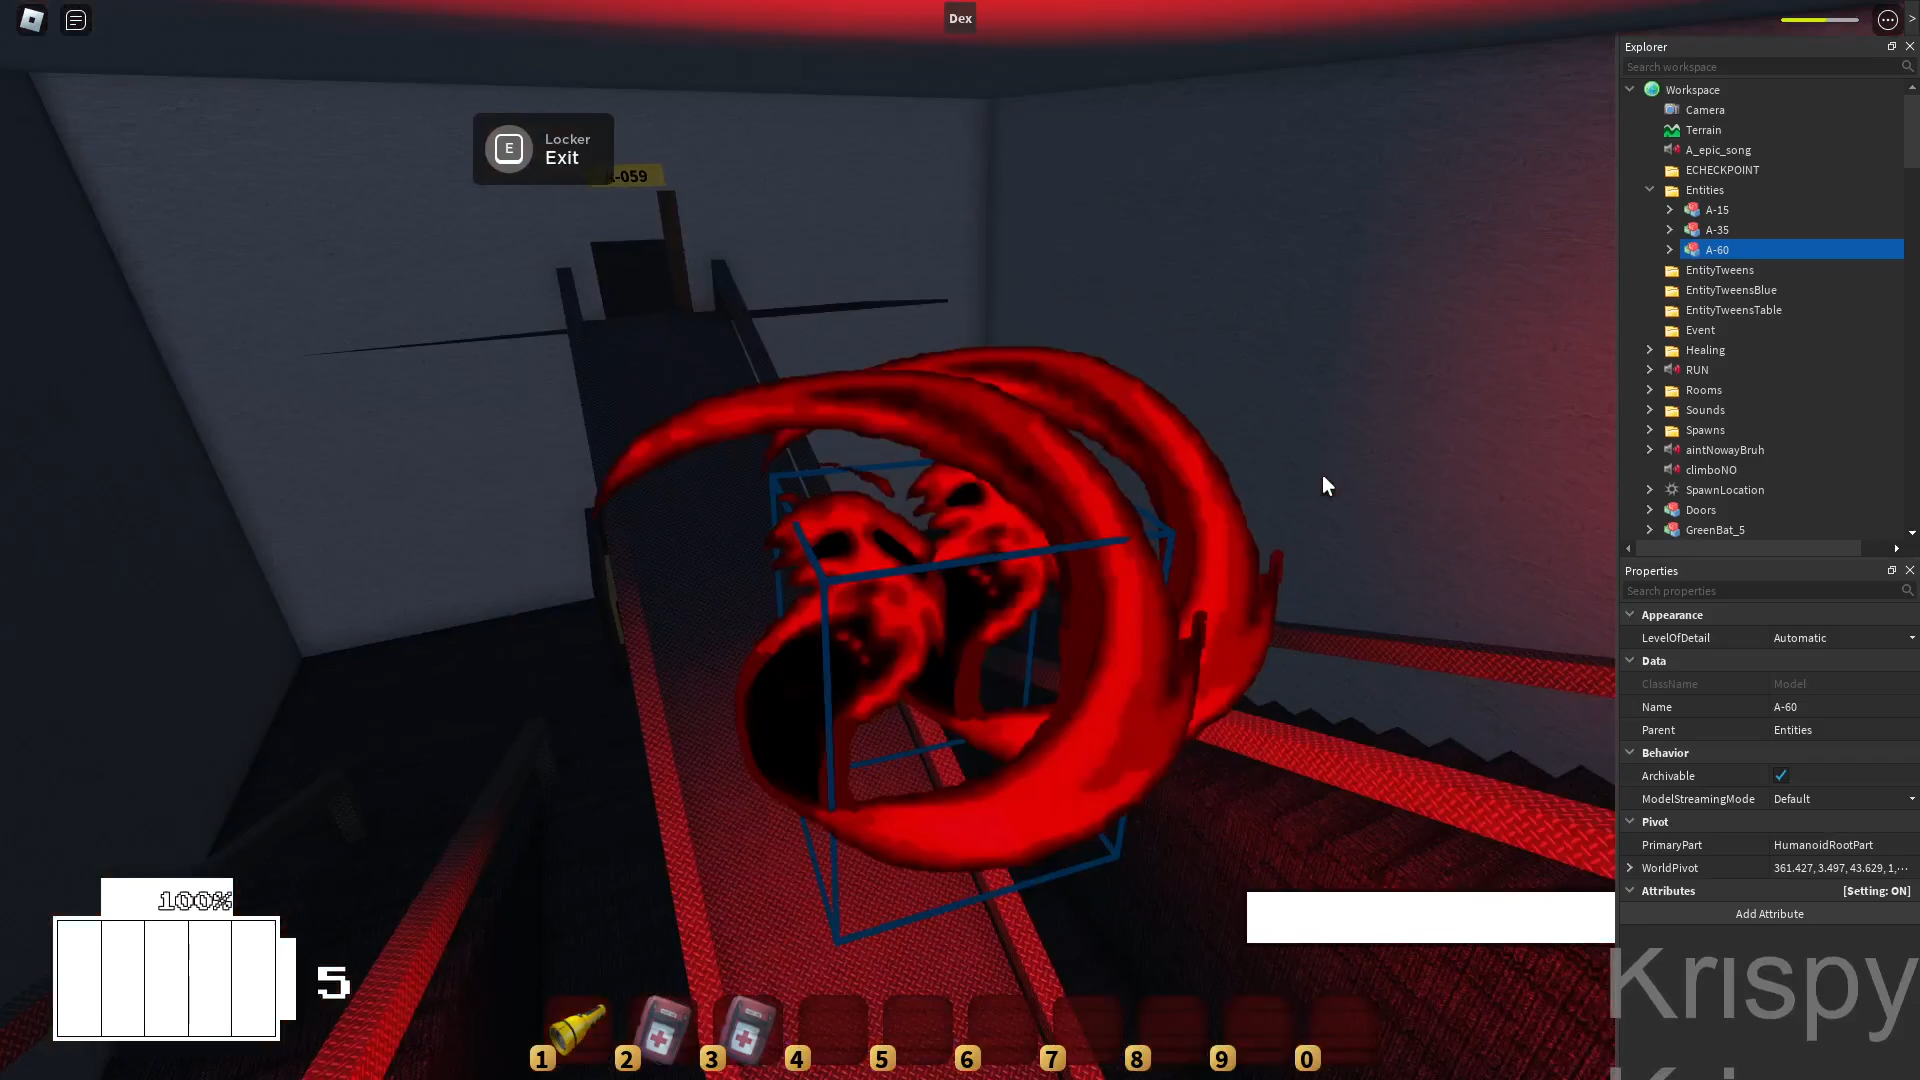 Dex
Explorer
Search workspace
Workspace
Camera
Terrain
A_epic_song
ECHECKPOINT
Entities
A-15
A-35
A-60
EntityTweens
EntityTweensBlue
EntityTweensTable
Event
Healing
RUN
Rooms
Sounds
Spawns
aintNowayBruh
climboNO
SpawnLocation
Doors
GreenBat_5
Properties
Search properties
Appearance
LevelOfDetail Automatic
Data
ClassName Model
Name A-60
Parent Entities
Behavior
Archivable
ModelStreamingMode Default
Pivot
PrimaryPart HumanoidRootPart
WorldPivot 361.427, 3.497, 43.629, 1,...
Attributes [Setting: ON]
Add Attribute
E Locker
Exit
-059
100%
5
1 2 3 4 5 6 7 8 9 0
Krispy